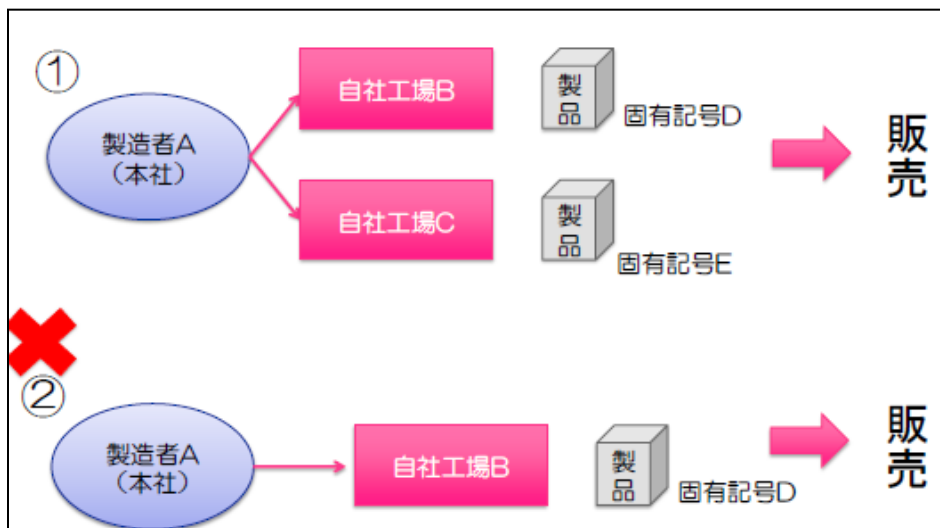 ①
製造者A
（本社）
自社工場B
製品
固有記号D
自社工場C
製品
固有記号E
販売
②
製造者A
（本社）
自社工場B
製品
固有記号D
販売